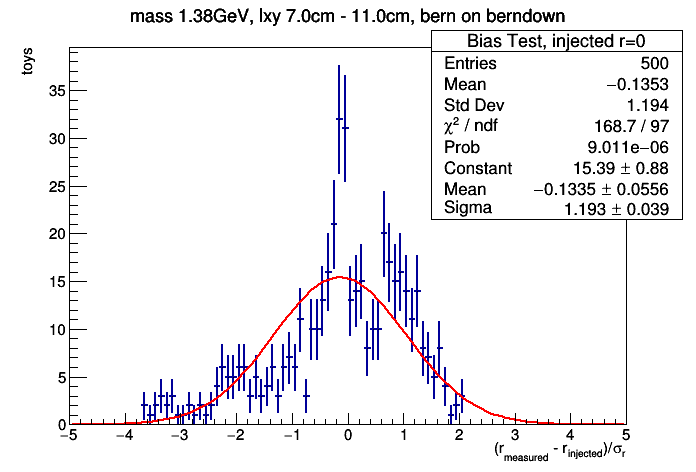 mass 1.38GeV, lxy 7.0cm - 11.0cm, bern on berndown
toys
Bias Test, injected r=0
Entries 500
Mean −0.1353
Std Dev 1.194
χ² / ndf 168.7 / 97
Prob 9.011e−06
Constant 15.39 ± 0.88
Mean −0.1335 ± 0.0556
Sigma 1.193 ± 0.039
35
30
25
20
15
10
5
0
−5 −4 −3 −2 −1 0 1 2 3 4 5
(r_measured - r_injected)/σ_r